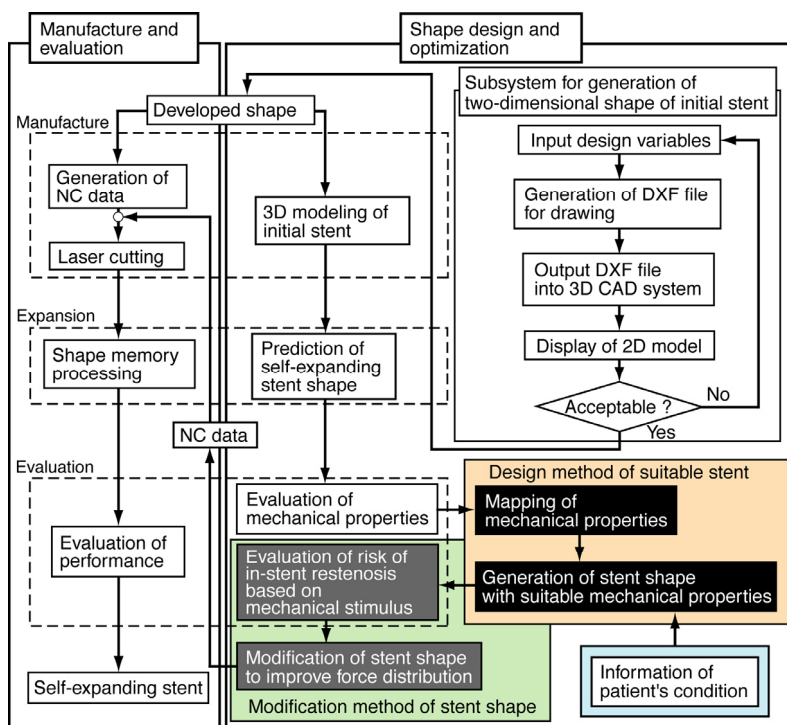 Manufacture and
evaluation
Shape design and
optimization
Subsystem for generation of
two-dimensional shape of initial stent
Developed shape
Manufacture
Input design variables
Generation of
NC data
Generation of DXF file
for drawing
3D modeling of
initial stent
Laser cutting
Output DXF file
into 3D CAD system
Expansion
Shape memory
processing
Prediction of
self-expanding
stent shape
Display of 2D model
Acceptable ?
No
Yes
NC data
Evaluation
Design method of suitable stent
Evaluation of
mechanical properties
Mapping of
mechanical properties
Evaluation of
performance
Evaluation of risk of
in-stent restenosis
based on
mechanical stimulus
Generation of stent shape
with suitable mechanical properties
Modification of stent shape
to improve force distribution
Information of
patient's condition
Self-expanding stent
Modification method of stent shape